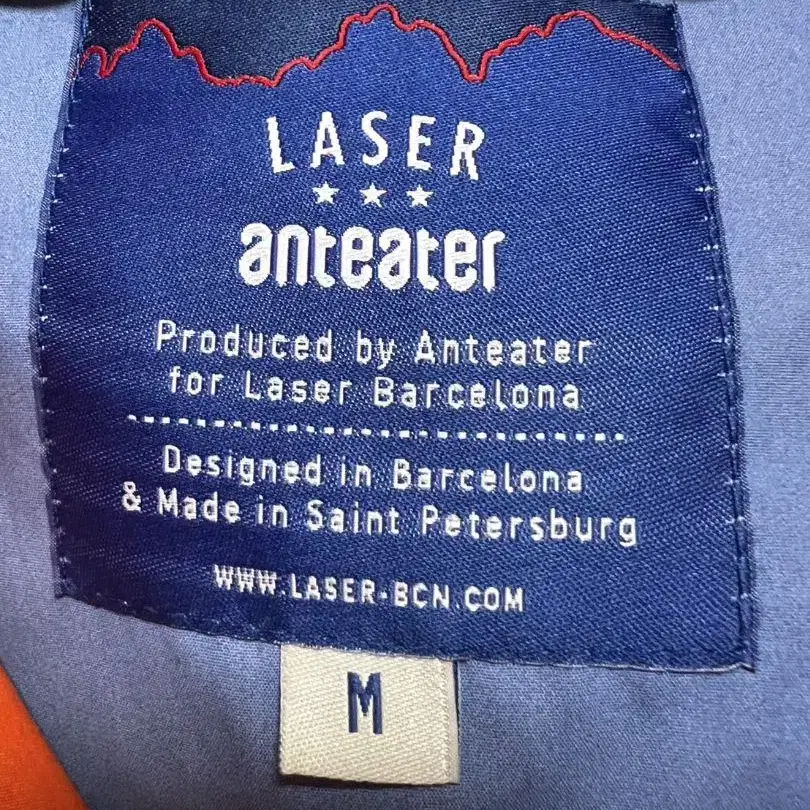 LASER
★ ★ ★
anteater
Produced by Anteater
for Laser Barcelona
Designed in Barcelona
& Made in Saint Petersburg
WWW.LASER-BCN.COM
M